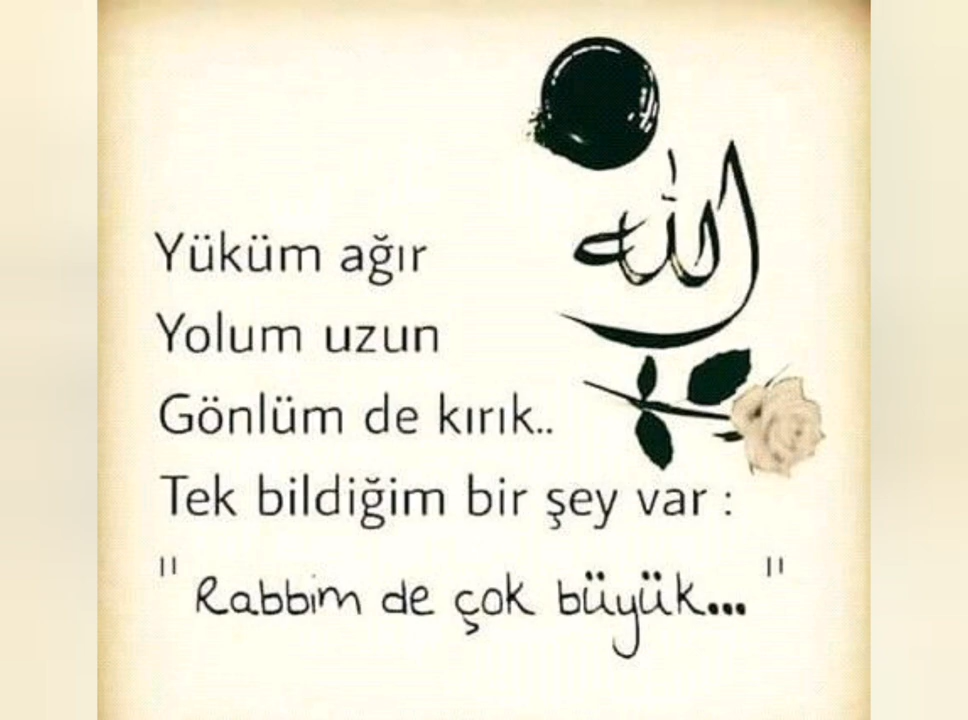 الله
Yüküm ağır
Yolum uzun
Gönlüm de kırık..
Tek bildiğim bir şey var :
" Rabbim de çok büyük... "